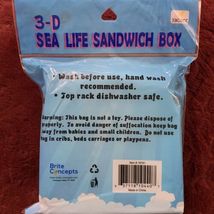 3-D
SEA LIFE SANDWICH BOX
• Wash before use, hand wash
recommended.
• Top rack dishwasher safe.
Warning: This bag is not a toy. Please dispose of
properly. To avoid danger of suffocation keep bag
away from babies and small children. Do not use
bag in cribs, beds carriages or playpens.
Brite
Concepts
Made in China